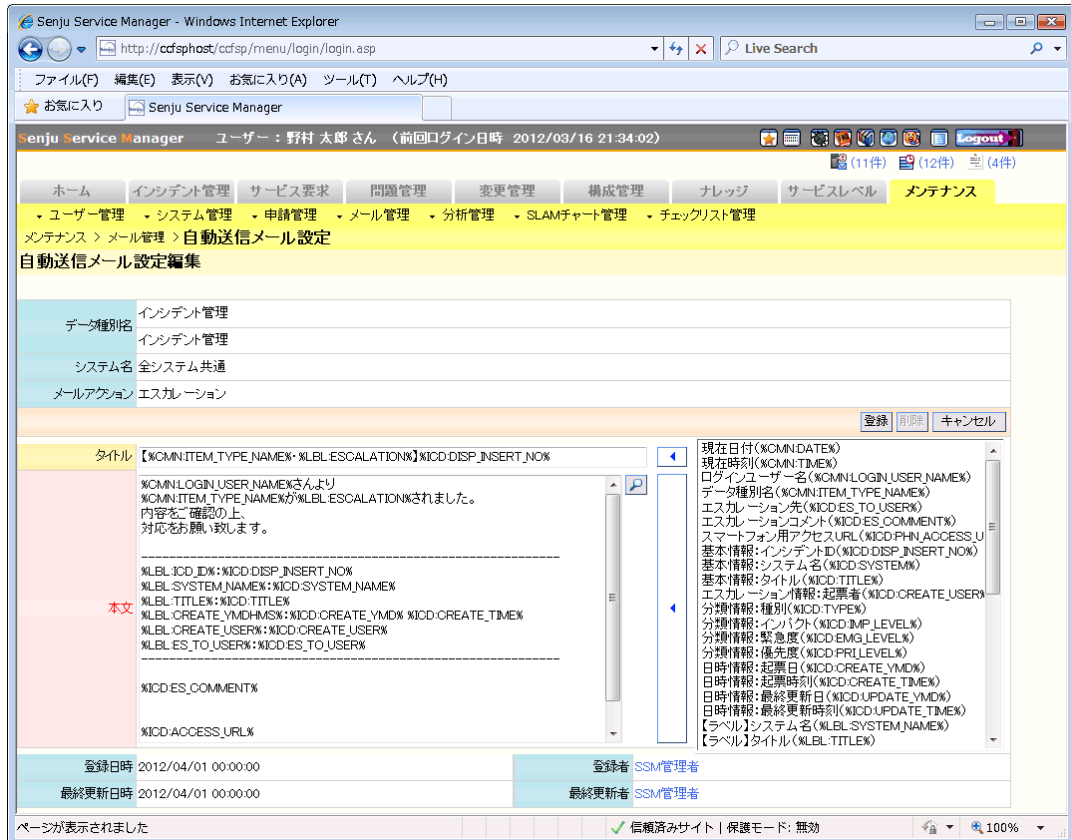 Senju Service Manager - Windows Internet Explorer
http://ccfsphost/ccfsp/menu/login/login.asp
Live Search
ファイル(F) 編集(E) 表示(V) お気に入り(A) ツール(T) ヘルプ(H)
お気に入り Senju Service Manager
Senju Service Manager ユーザー：野村 太郎 さん （前回ログイン日時 2012/03/16 21:34:02） Logout
(11件) (12件) (4件)
ホーム インシデント管理 サービス要求 問題管理 変更管理 構成管理 ナレッジ サービスレベル メンテナンス
ユーザー管理 システム管理 申請管理 メール管理 分析管理 SLAMチャート管理 チェックリスト管理
メンテナンス > メール管理 > 自動送信メール設定
自動送信メール設定編集
データ種別名 インシデント管理
インシデント管理
システム名 全システム共通
メールアクション エスカレーション
登録 削除 キャンセル
タイトル 【%CMN:ITEM_TYPE_NAME%・%LBL:ESCALATION%】%ICD:DISP_INSERT_NO%
本文
%CMN:LOGIN_USER_NAME%さんより
%CMN:ITEM_TYPE_NAME%が%LBL:ESCALATION%されました。
内容をご確認の上、
対応をお願い致します。
------------------------------------------------------------
%LBL:ICD_ID%：%ICD:DISP_INSERT_NO%
%LBL:SYSTEM_NAME%：%ICD:SYSTEM_NAME%
%LBL:TITLE%：%ICD:TITLE%
%LBL:CREATE_YMDHMS%：%ICD:CREATE_YMD% %ICD:CREATE_TIME%
%LBL:CREATE_USER%：%ICD:CREATE_USER%
%LBL:ES_TO_USER%：%ICD:ES_TO_USER%
------------------------------------------------------------
%ICD:ES_COMMENT%
%ICD:ACCESS_URL%
現在日付(%CMN:DATE%)
現在時刻(%CMN:TIME%)
ログインユーザー名(%CMN:LOGIN_USER_NAME%)
データ種別名(%CMN:ITEM_TYPE_NAME%)
エスカレーション先(%ICD:ES_TO_USER%)
エスカレーションコメント(%ICD:ES_COMMENT%)
スマートフォン用アクセスURL(%ICD:PHN_ACCESS_U
基本情報：インシデントID(%ICD:DISP_INSERT_NO%)
基本情報：システム名(%ICD:SYSTEM%)
基本情報：タイトル(%ICD:TITLE%)
エスカレーション情報：起票者(%ICD:CREATE_USER%
分類情報：種別(%ICD:TYPE%)
分類情報：インパクト(%ICD:IMP_LEVEL%)
分類情報：緊急度(%ICD:EMG_LEVEL%)
分類情報：優先度(%ICD:PRI_LEVEL%)
日時情報：起票日(%ICD:CREATE_YMD%)
日時情報：起票時刻(%ICD:CREATE_TIME%)
日時情報：最終更新日(%ICD:UPDATE_YMD%)
日時情報：最終更新時刻(%ICD:UPDATE_TIME%)
【ラベル】システム名(%LBL:SYSTEM_NAME%)
【ラベル】タイトル(%LBL:TITLE%)
登録日時 2012/04/01 00:00:00 登録者 SSM管理者
最終更新日時 2012/04/01 00:00:00 最終更新者 SSM管理者
ページが表示されました 信頼済みサイト | 保護モード: 無効 100%